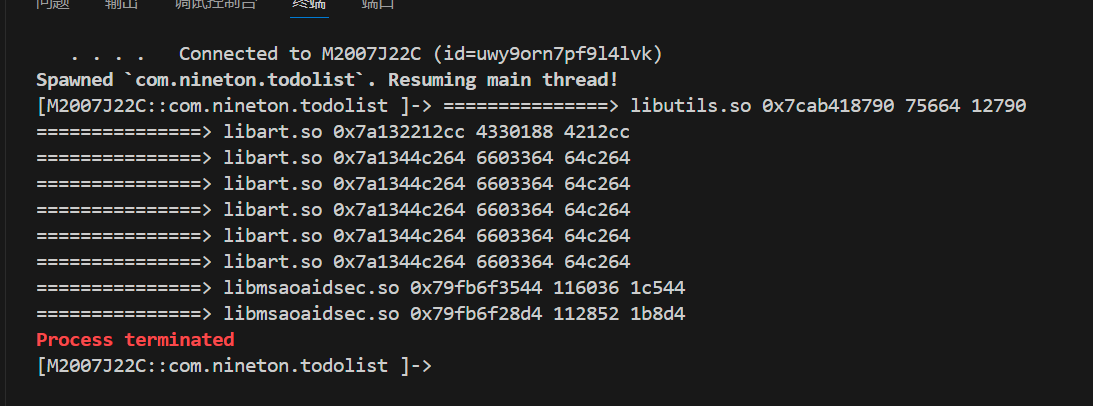 问题 输出 调试控制台 终端 端口
. . . . Connected to M2007J22C (id=uwy9orn7pf9l4lvk)
Spawned `com.nineton.todolist`. Resuming main thread!
[M2007J22C::com.nineton.todolist ]-> ===============> libutils.so 0x7cab418790 75664 12790
===============> libart.so 0x7a132212cc 4330188 4212cc
===============> libart.so 0x7a1344c264 6603364 64c264
===============> libart.so 0x7a1344c264 6603364 64c264
===============> libart.so 0x7a1344c264 6603364 64c264
===============> libart.so 0x7a1344c264 6603364 64c264
===============> libart.so 0x7a1344c264 6603364 64c264
===============> libmsaoaidsec.so 0x79fb6f3544 116036 1c544
===============> libmsaoaidsec.so 0x79fb6f28d4 112852 1b8d4
Process terminated
[M2007J22C::com.nineton.todolist ]->